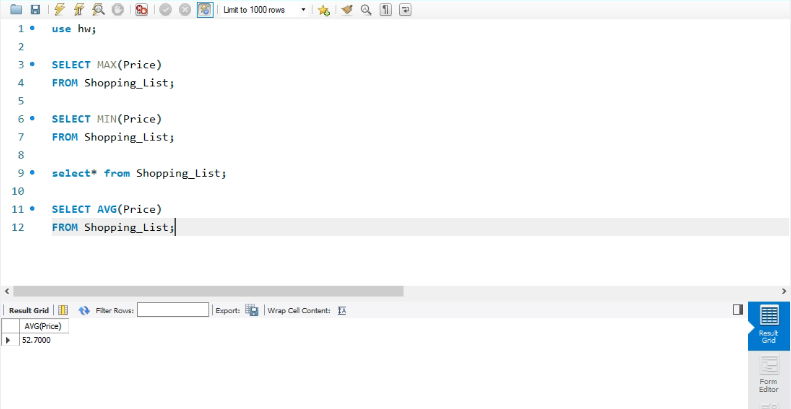 Limit to 1000 rows
1 use hw;
2
3 SELECT MAX(Price)
4 FROM Shopping_List;
5
6 SELECT MIN(Price)
7 FROM Shopping_List;
8
9 select* from Shopping_List;
10
11 SELECT AVG(Price)
12 FROM Shopping_List;
Result Grid Filter Rows: Export: Wrap Cell Content:
AVG(Price)
52.7000
Result
Grid
Form
Editor